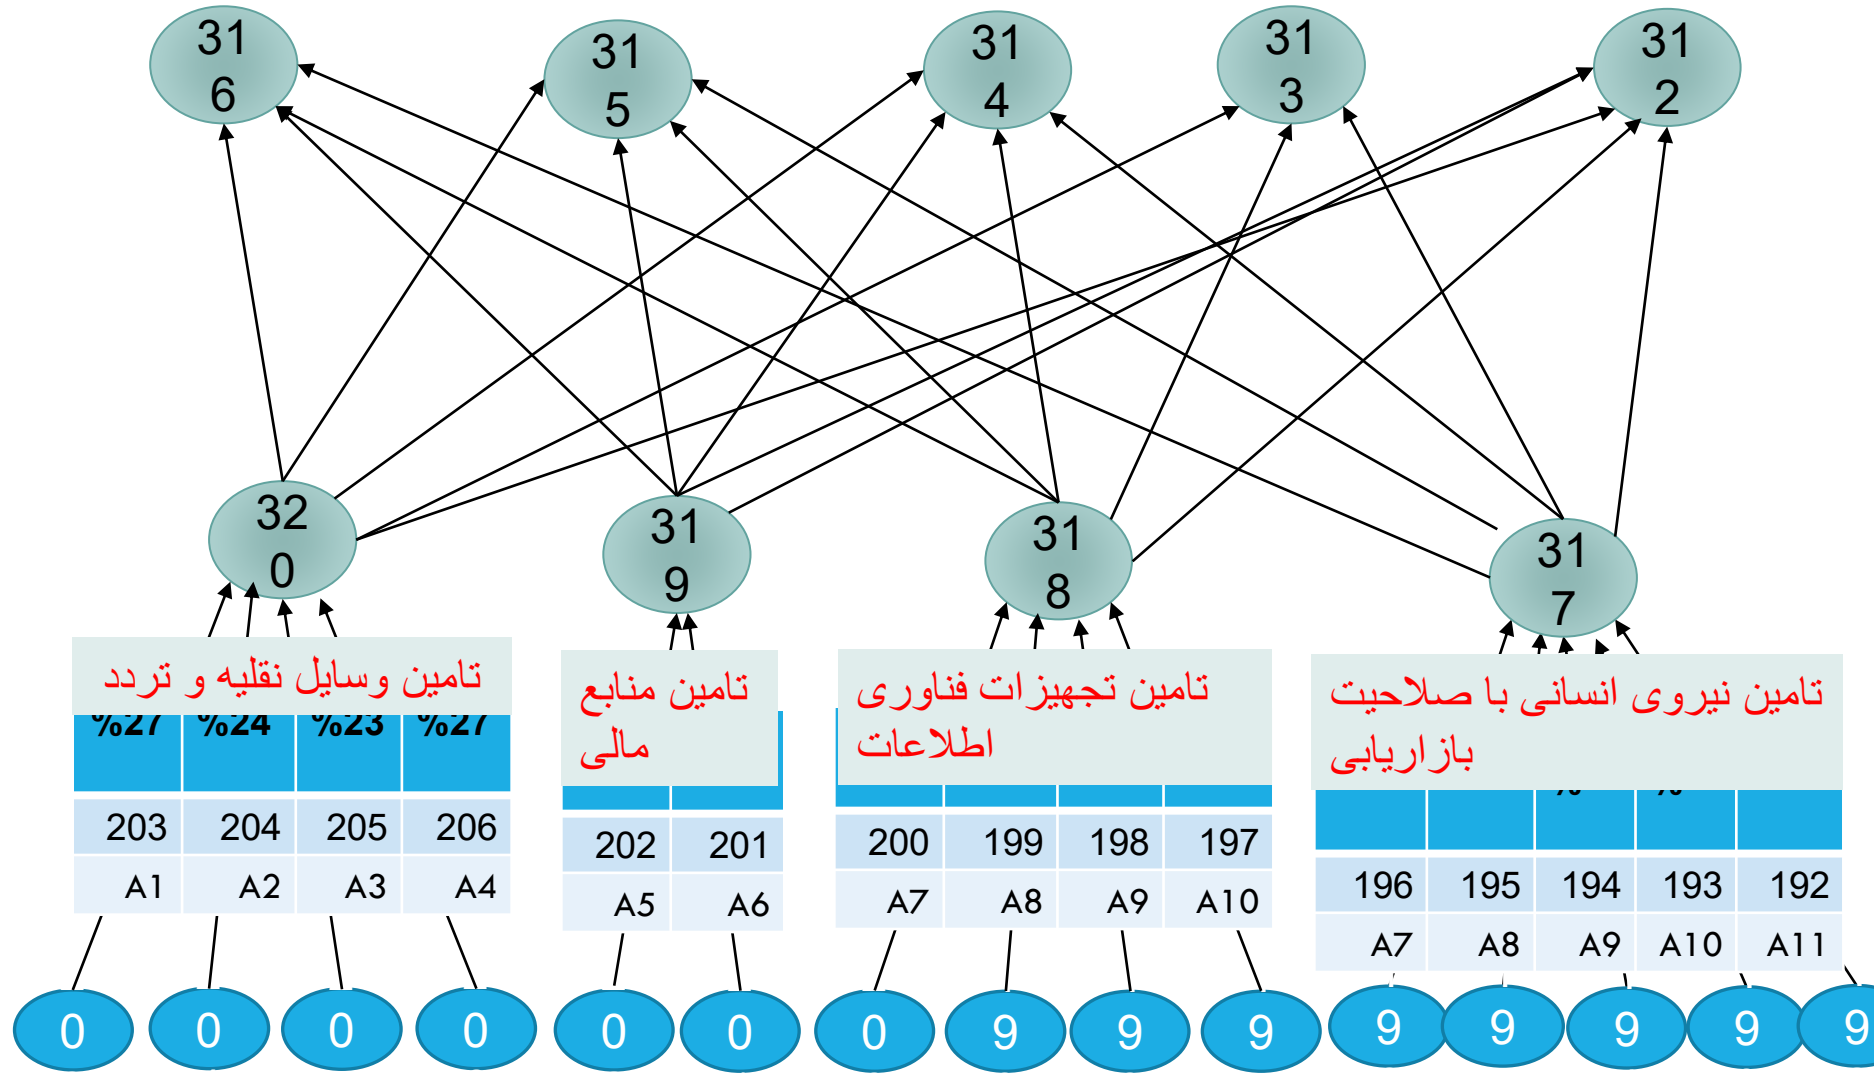 31
6
31
5
31
4
31
3
31
2
32
0
31
9
31
8
31
7
تامین وسایل نقلیه و تردد
تامین منابع
مالی
تامین تجهیزات فناوری
اطلاعات
تامین نیروی انسانی با صلاحیت
بازاریابی
%27 %24 %23 %27
203 204 205 206
A1 A2 A3 A4
202 201
A5 A6
200 199 198 197
A7 A8 A9 A10
% %
196 195 194 193 192
A7 A8 A9 A10 A11
0 0 0 0 0 0 0 9 9 9 9 9 9 9 9